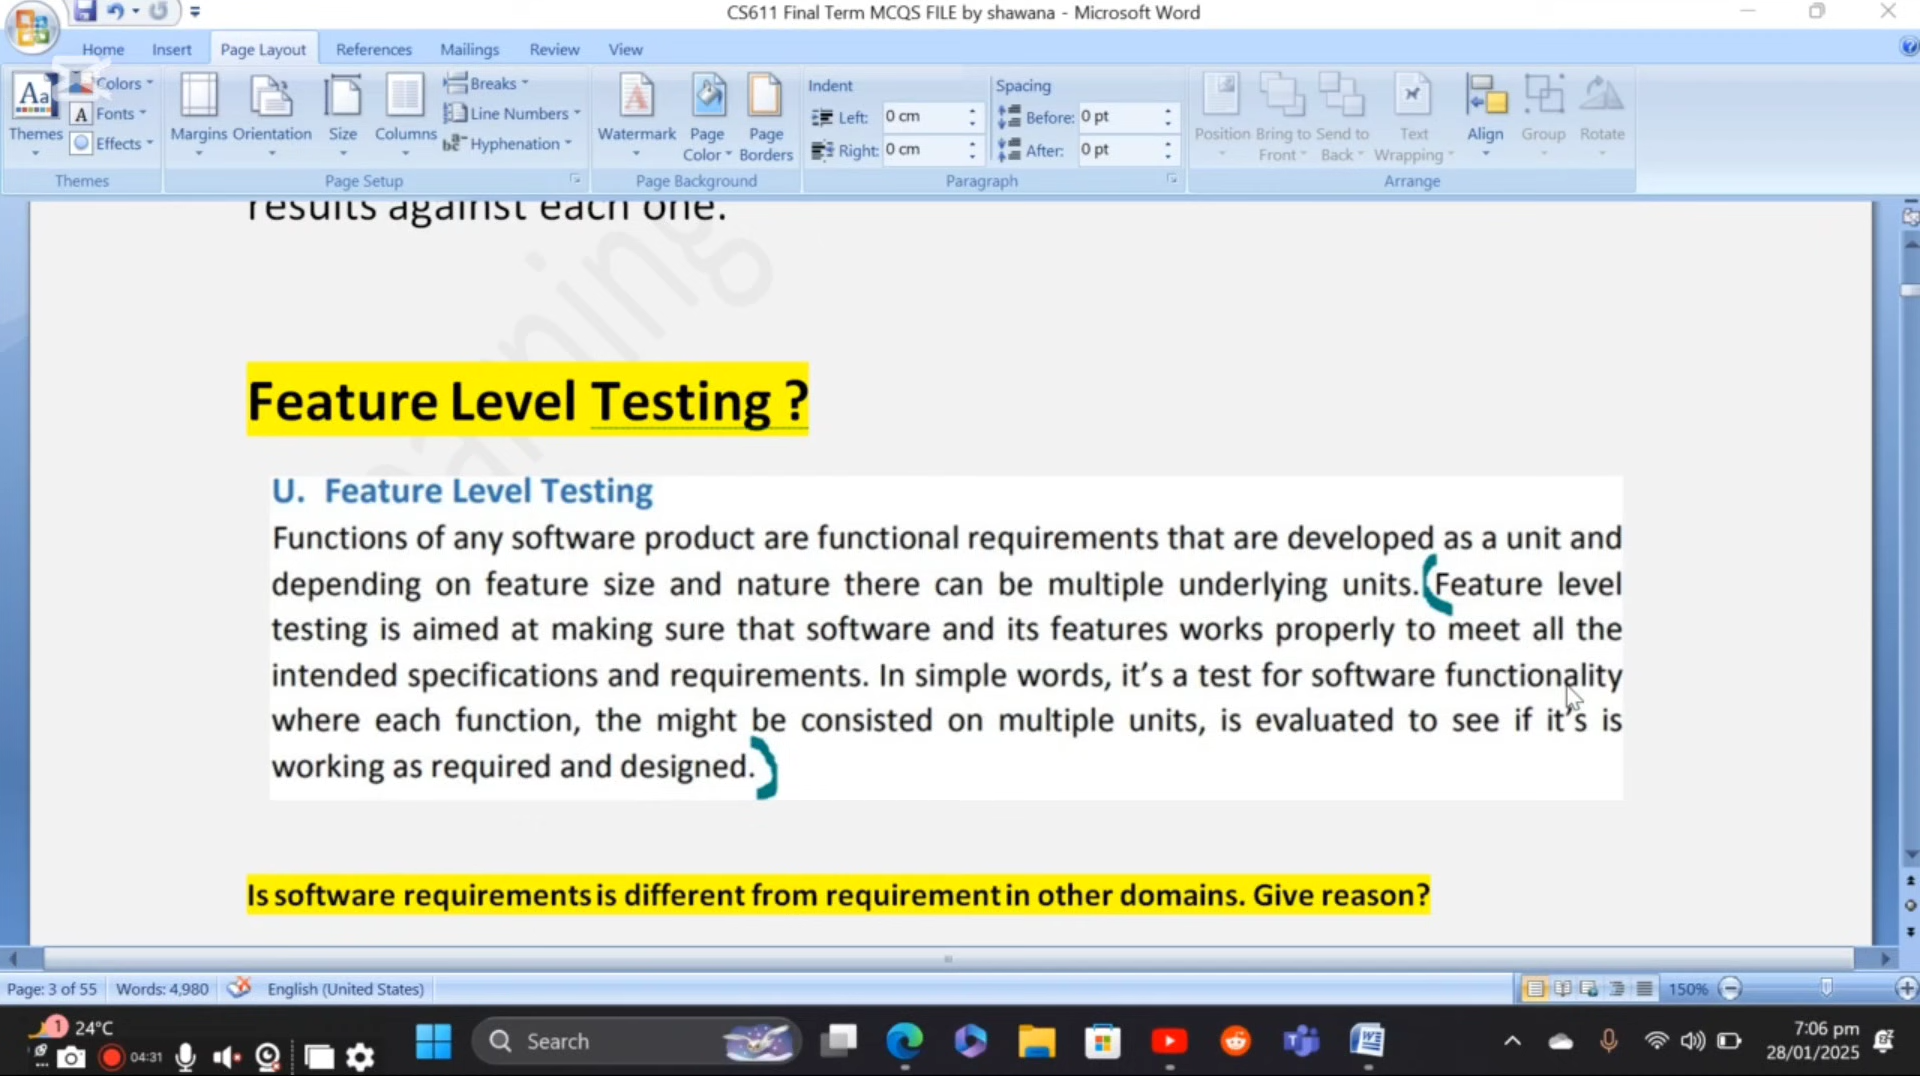 CS611 Final Term MCQS FILE by shawana - Microsoft Word
Home Insert Page Layout References Mailings Review View
Aa
Themes
Colors
Fonts
Effects
Themes
Margins
Orientation
Size
Columns
Breaks
Line Numbers
Hyphenation
Page Setup
Watermark
Page Color
Page Borders
Page Background
Indent
Left: 0 cm
Right: 0 cm
Spacing
Before: 0 pt
After: 0 pt
Paragraph
Position
Bring to Front
Send to Back
Text Wrapping
Align
Group
Rotate
Arrange
results against each one.
Feature Level Testing ?
U. Feature Level Testing
Functions of any software product are functional requirements that are developed as a unit and
depending on feature size and nature there can be multiple underlying units. Feature level
testing is aimed at making sure that software and its features works properly to meet all the
intended specifications and requirements. In simple words, it's a test for software functionality
where each function, the might be consisted on multiple units, is evaluated to see if it's is
working as required and designed.
Is software requirements is different from requirement in other domains. Give reason?
Page: 3 of 55 Words: 4,980 English (United States) 150%
1 24°C
04:31
Search
7:06 pm
28/01/2025